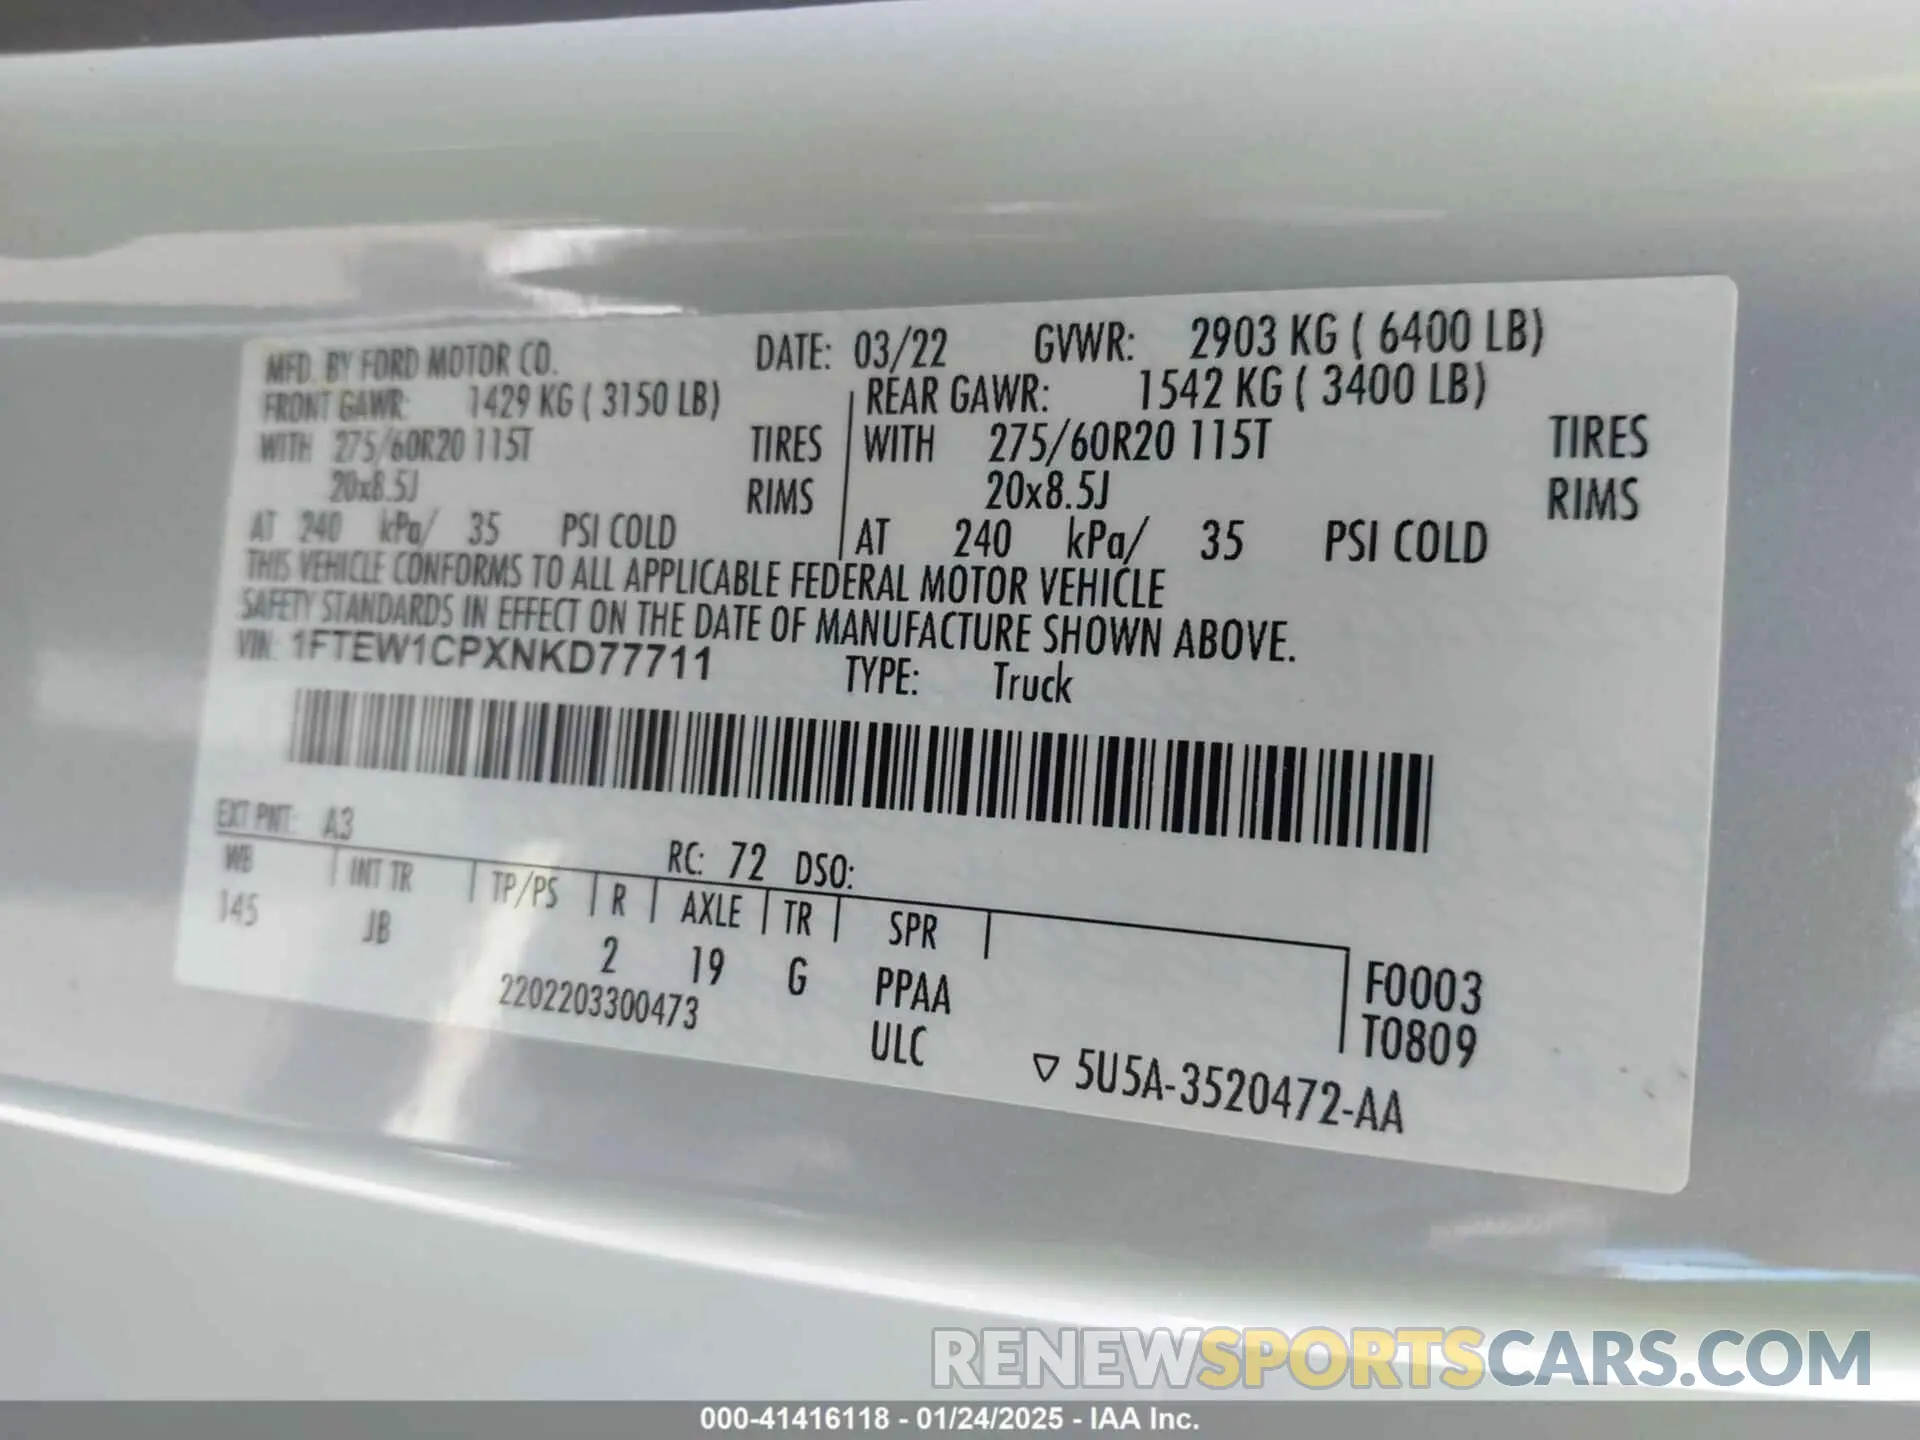 MFD. BY FORD MOTOR CO. DATE: 03/22 GVWR: 2903 KG ( 6400 LB)
FRONT GAWR: 1429 KG ( 3150 LB) REAR GAWR: 1542 KG ( 3400 LB)
WITH 275/60R20 115T TIRES WITH 275/60R20 115T TIRES
20x8.5J RIMS 20x8.5J RIMS
AT 240 kPa/ 35 PSI COLD AT 240 kPa/ 35 PSI COLD
THIS VEHICLE CONFORMS TO ALL APPLICABLE FEDERAL MOTOR VEHICLE
SAFETY STANDARDS IN EFFECT ON THE DATE OF MANUFACTURE SHOWN ABOVE.
VIN: 1FTEW1CPXNKD77711 TYPE: Truck
EXT PNT: A3 RC: 72 DSO:
WB INT TR TP/PS R AXLE TR SPR
145 JB 2 19 G PPAA F0003
2202203300473 ULC T0809
5U5A-3520472-AA
RENEWSPORTSCARS.COM
000-41416118 - 01/24/2025 - IAA Inc.